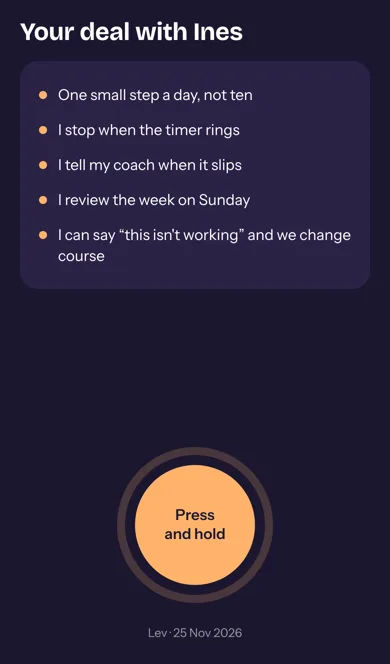 Your deal with Ines
One small step a day, not ten
I stop when the timer rings
I tell my coach when it slips
I review the week on Sunday
I can say “this isn't working” and we change
course
Press
and hold
Lev · 25 Nov 2026